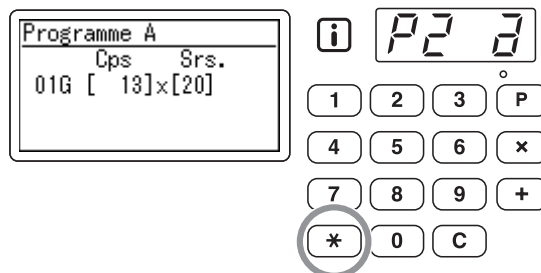 Programme A
Cps Srs.
01G [ 13]×[20]
i P2 a
1 2 3 P
4 5 6 ×
7 8 9 +
* 0 C